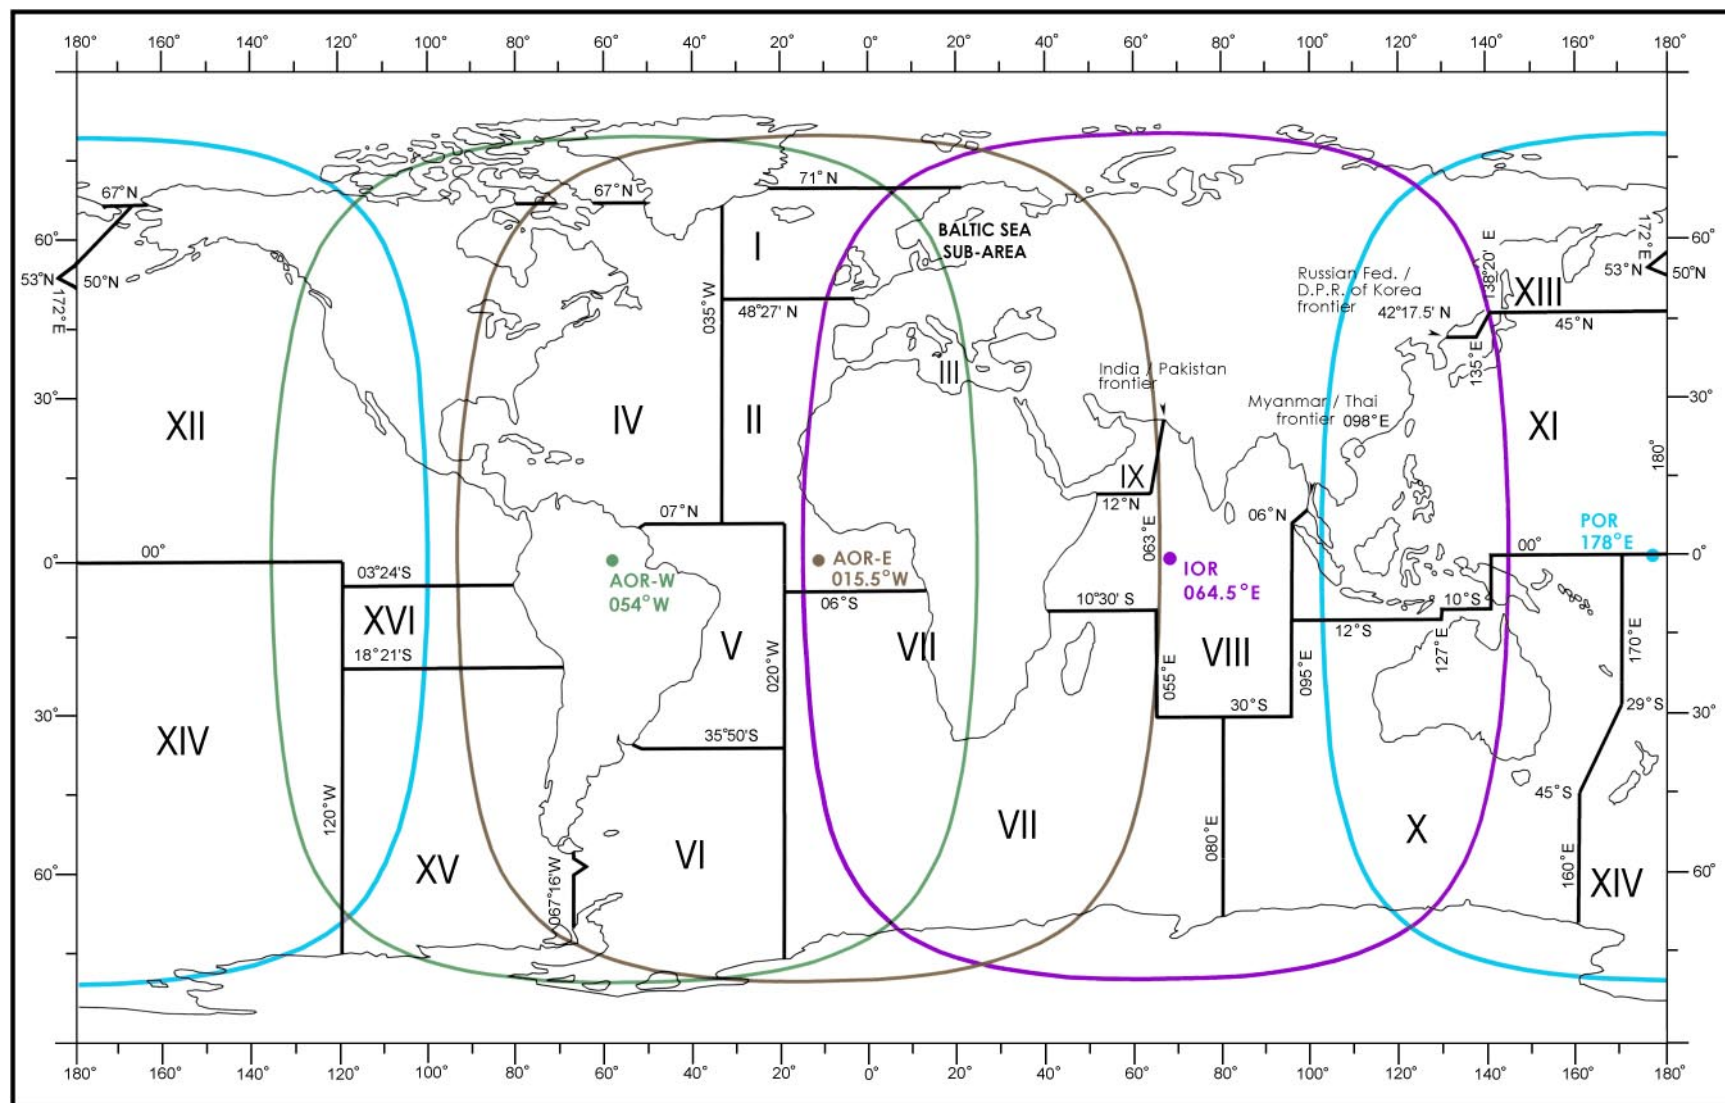 180° 160° 140° 120° 100° 80° 60° 40° 20° 0° 20° 40° 60° 80° 100° 120° 140° 160° 180°
67°N
67°N
71° N
60°
60°
I
BALTIC SEA
SUB-AREA
172°E
138°20' E
53°N
50°N
172°E
53°N
50°N
Russian Fed. /
D.P.R. of Korea
frontier
42°17.5' N
XIII
45°N
135°E
035°W
48°27' N
III
India / Pakistan
frontier
30°
30°
Myanmar / Thai
frontier 098°E
XII
IV
II
XI
180°
IX
12°N
063°E
06°N
07°N
POR
178°E
00°
00°
0°
0°
03°24'S
AOR-W
054°W
AOR-E
015.5°W
IOR
064.5°E
06°S
10°30' S
10°S
12°S
127°E
XVI
V
VII
VIII
170°E
18°21'S
020°W
055°E
095°E
30°
30°S
29°S
30°
XIV
35°50'S
120°W
45°S
VII
080°E
X
160°E
VI
XV
067°16'W
60°
60°
XIV
180° 160° 140° 120° 100° 80° 60° 40° 20° 0° 20° 40° 60° 80° 100° 120° 140° 160° 180°